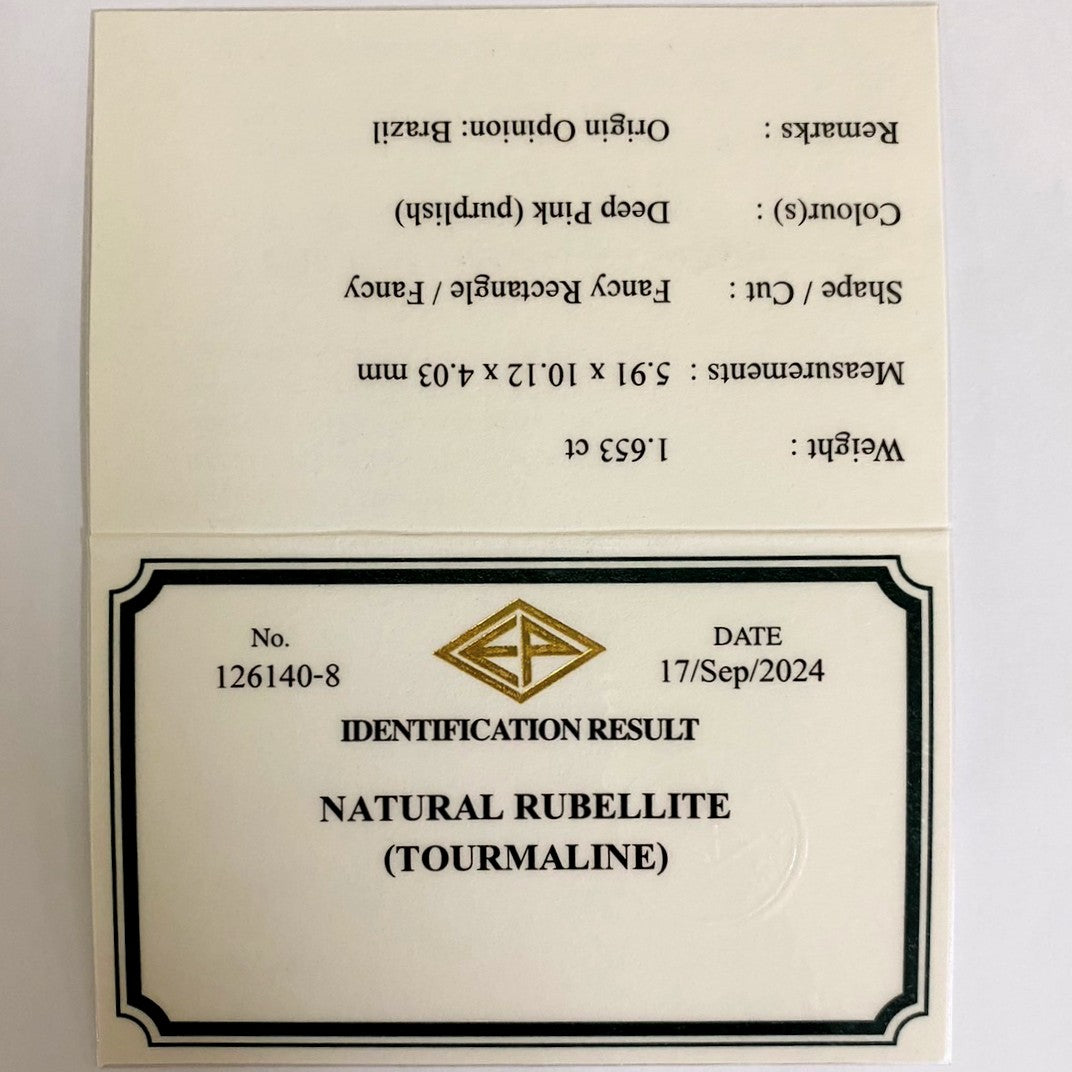 Weight : 1.653 ct
Measurements : 5.91 x 10.12 x 4.03 mm
Shape / Cut : Fancy Rectangle / Fancy
Colour(s) : Deep Pink (purplish)
Remarks : Origin Opinion: Brazil
No.
126140-8
EP
DATE
17/Sep/2024
IDENTIFICATION RESULT
NATURAL RUBELLITE
(TOURMALINE)